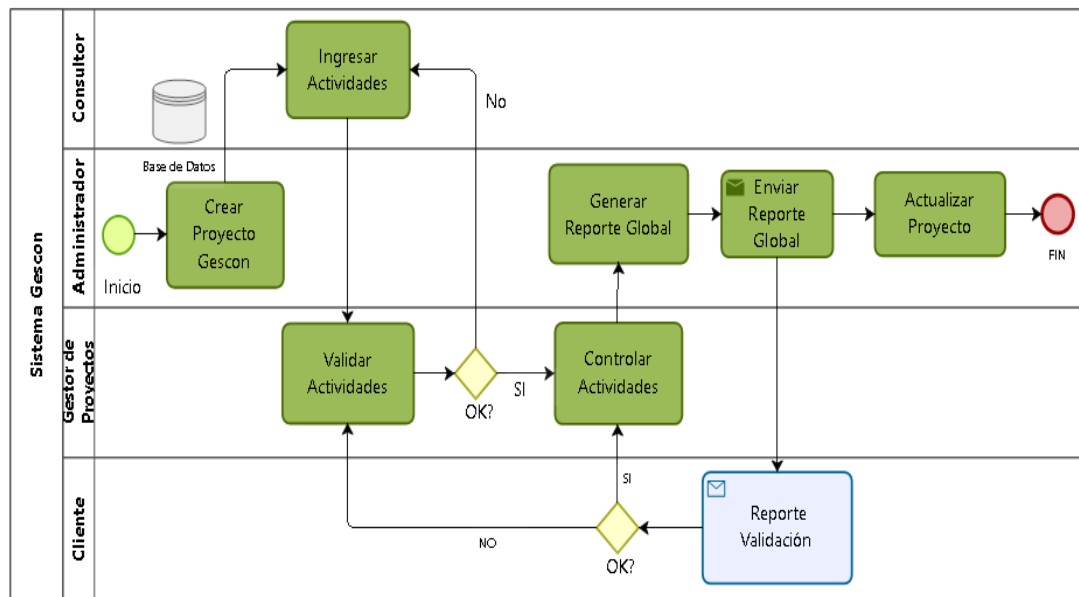 Sistema Gescon
Consultor
Ingresar
Actividades
No
Base de Datos
Administrador
Inicio
Crear
Proyecto
Gescon
Generar
Reporte Global
Enviar
Reporte
Global
Actualizar
Proyecto
FIN
Gestor de
Proyectos
Validar
Actividades
OK?
SI
Controlar
Actividades
Cliente
SI
NO
OK?
Reporte
Validación